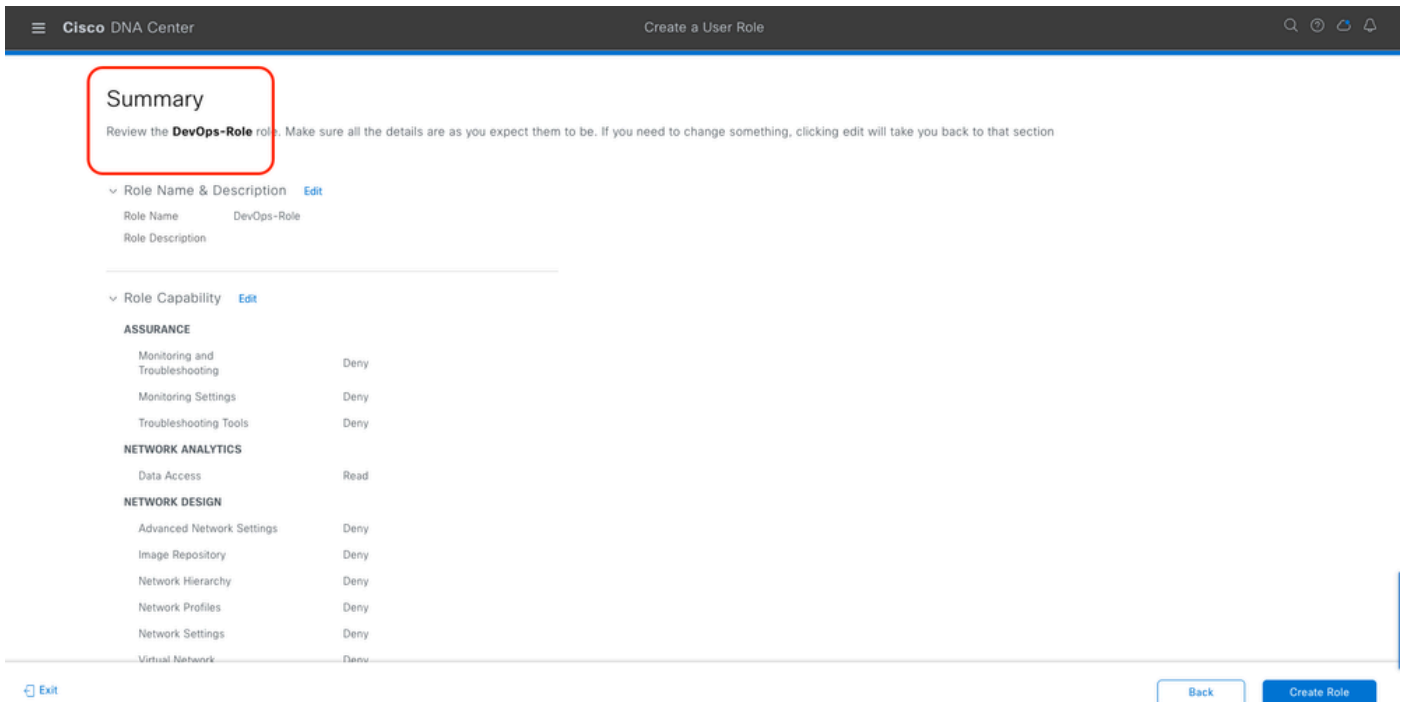 Cisco DNA Center
Create a User Role
Summary
Review the DevOps-Role role. Make sure all the details are as you expect them to be. If you need to change something, clicking edit will take you back to that section
Role Name & Description Edit
Role Name DevOps-Role
Role Description
Role Capability Edit
ASSURANCE
Monitoring and
Troubleshooting Deny
Monitoring Settings Deny
Troubleshooting Tools Deny
NETWORK ANALYTICS
Data Access Read
NETWORK DESIGN
Advanced Network Settings Deny
Image Repository Deny
Network Hierarchy Deny
Network Profiles Deny
Network Settings Deny
Virtual Network Deny
Exit
Back
Create Role